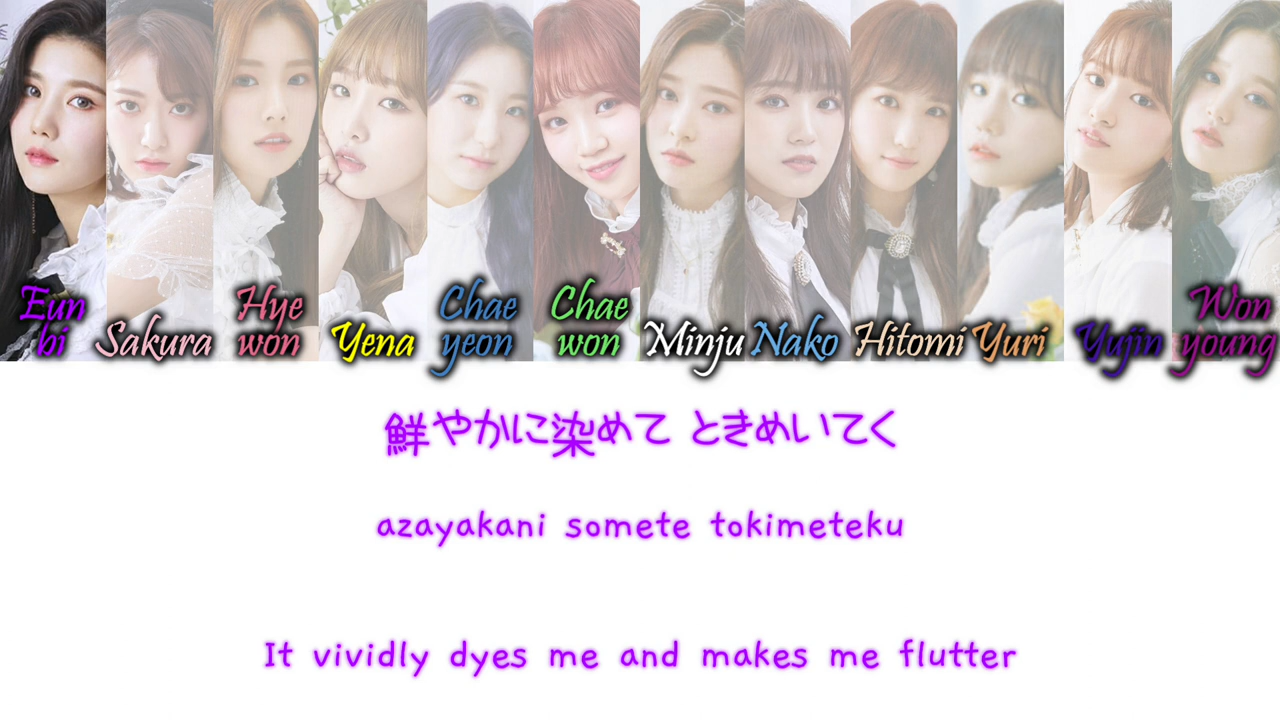 Eun
bi
Sakura
Hye
won
Yena
Chae
yeon
Chae
won
Minju
Nako
Hitomi
Yuri
Yujin
Won
young
鮮やかに染めて ときめいてく
azayakani somete tokimeteku
It vividly dyes me and makes me flutter